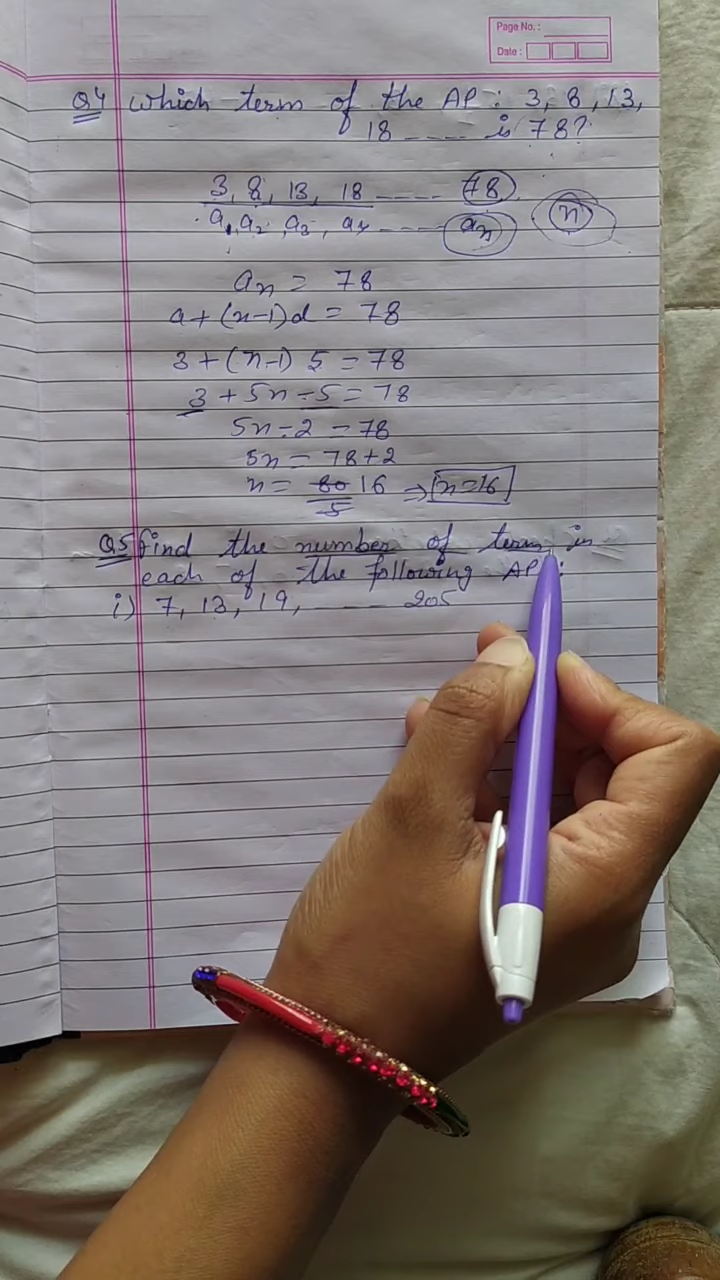 Page No.:
Date:
Q4 Which term of the AP: 3, 8, 13,
18 ---- is 78?
3, 8, 13, 18 ---- 78
a1, a2, a3, a4 ---- an n
an = 78
a + (n-1)d = 78
3 + (n-1) 5 = 78
3 + 5n - 5 = 78
5n - 2 = 78
5n = 78+2
n = 80 16 ⇒ n=16
5
Q5 find the number of term in
each of the following AP:
i) 7, 13, 19, ---- 205